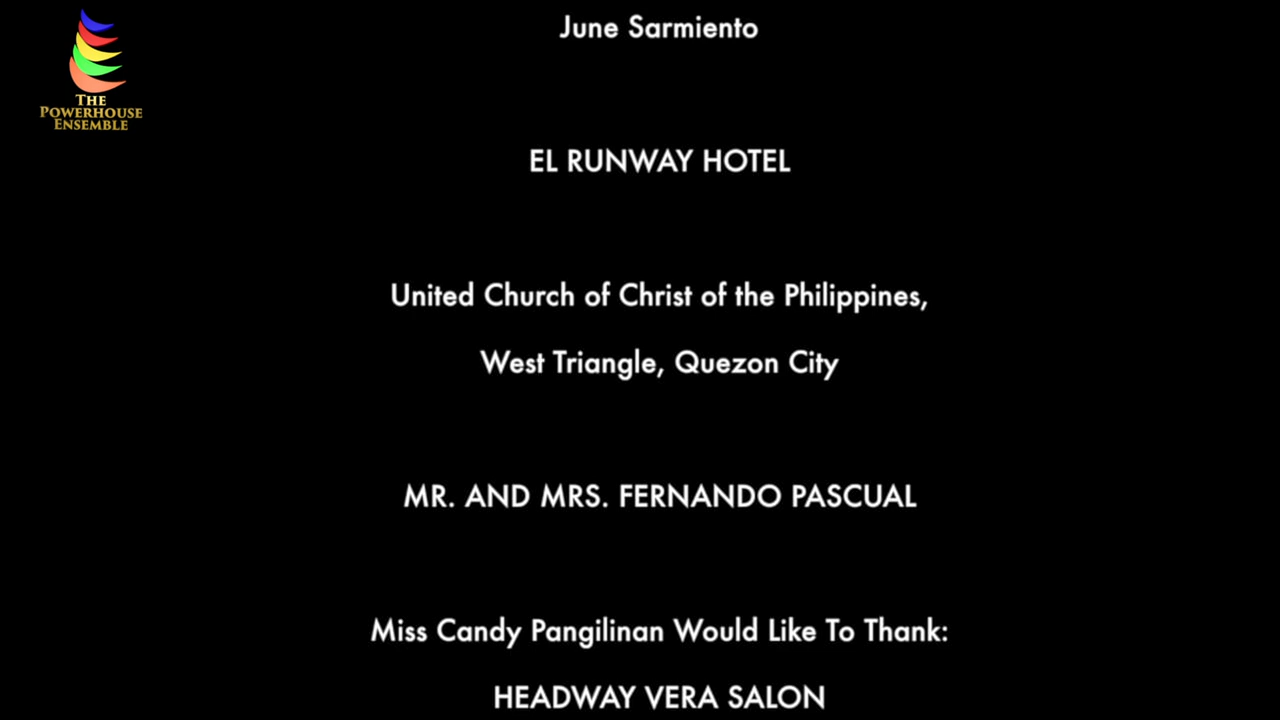 THE
POWERHOUSE
ENSEMBLE
June Sarmiento
EL RUNWAY HOTEL
United Church of Christ of the Philippines,
West Triangle, Quezon City
MR. AND MRS. FERNANDO PASCUAL
Miss Candy Pangilinan Would Like To Thank:
HEADWAY VERA SALON